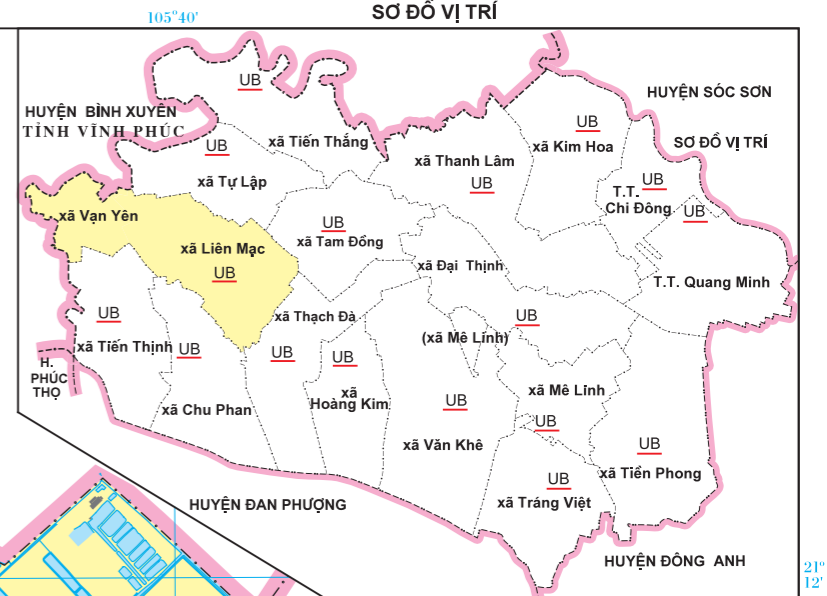 105°40'
SƠ ĐỒ VỊ TRÍ
UB
HUYỆN SÓC SƠN
HUYỆN BÌNH XUYÊN
TỈNH VĨNH PHÚC
UB
xã Tiến Thắng
UB
xã Kim Hoa
SƠ ĐỒ VỊ TRÍ
xã Thanh Lâm
UB
xã Tự Lập
UB
T.T.
Chi Đông
UB
xã Vạn Yên
UB
xã Tam Đồng
xã Liên Mạc
UB
xã Đại Thịnh
T.T. Quang Minh
UB
xã Thạch Đà
UB
xã Tiến Thịnh
UB
UB
UB
(xã Mê Linh)
H.
PHÚC
THỌ
xã
Hoàng Kim
xã Mê Linh
xã Chu Phan
UB
UB
xã Văn Khê
UB
xã Tiền Phong
UB
xã Tráng Việt
HUYỆN ĐAN PHƯỢNG
HUYỆN ĐÔNG ANH
21°
12'